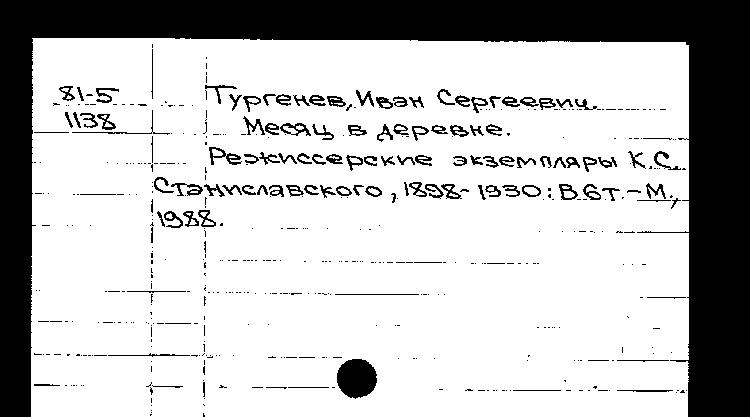 81-5
1138
Тургенев, Иван Сергеевич.
Месяц в деревне.
Режиссерские экземпляры К.С.
Станиславского, 1898-1930: В 6 т. - М.,
1988.